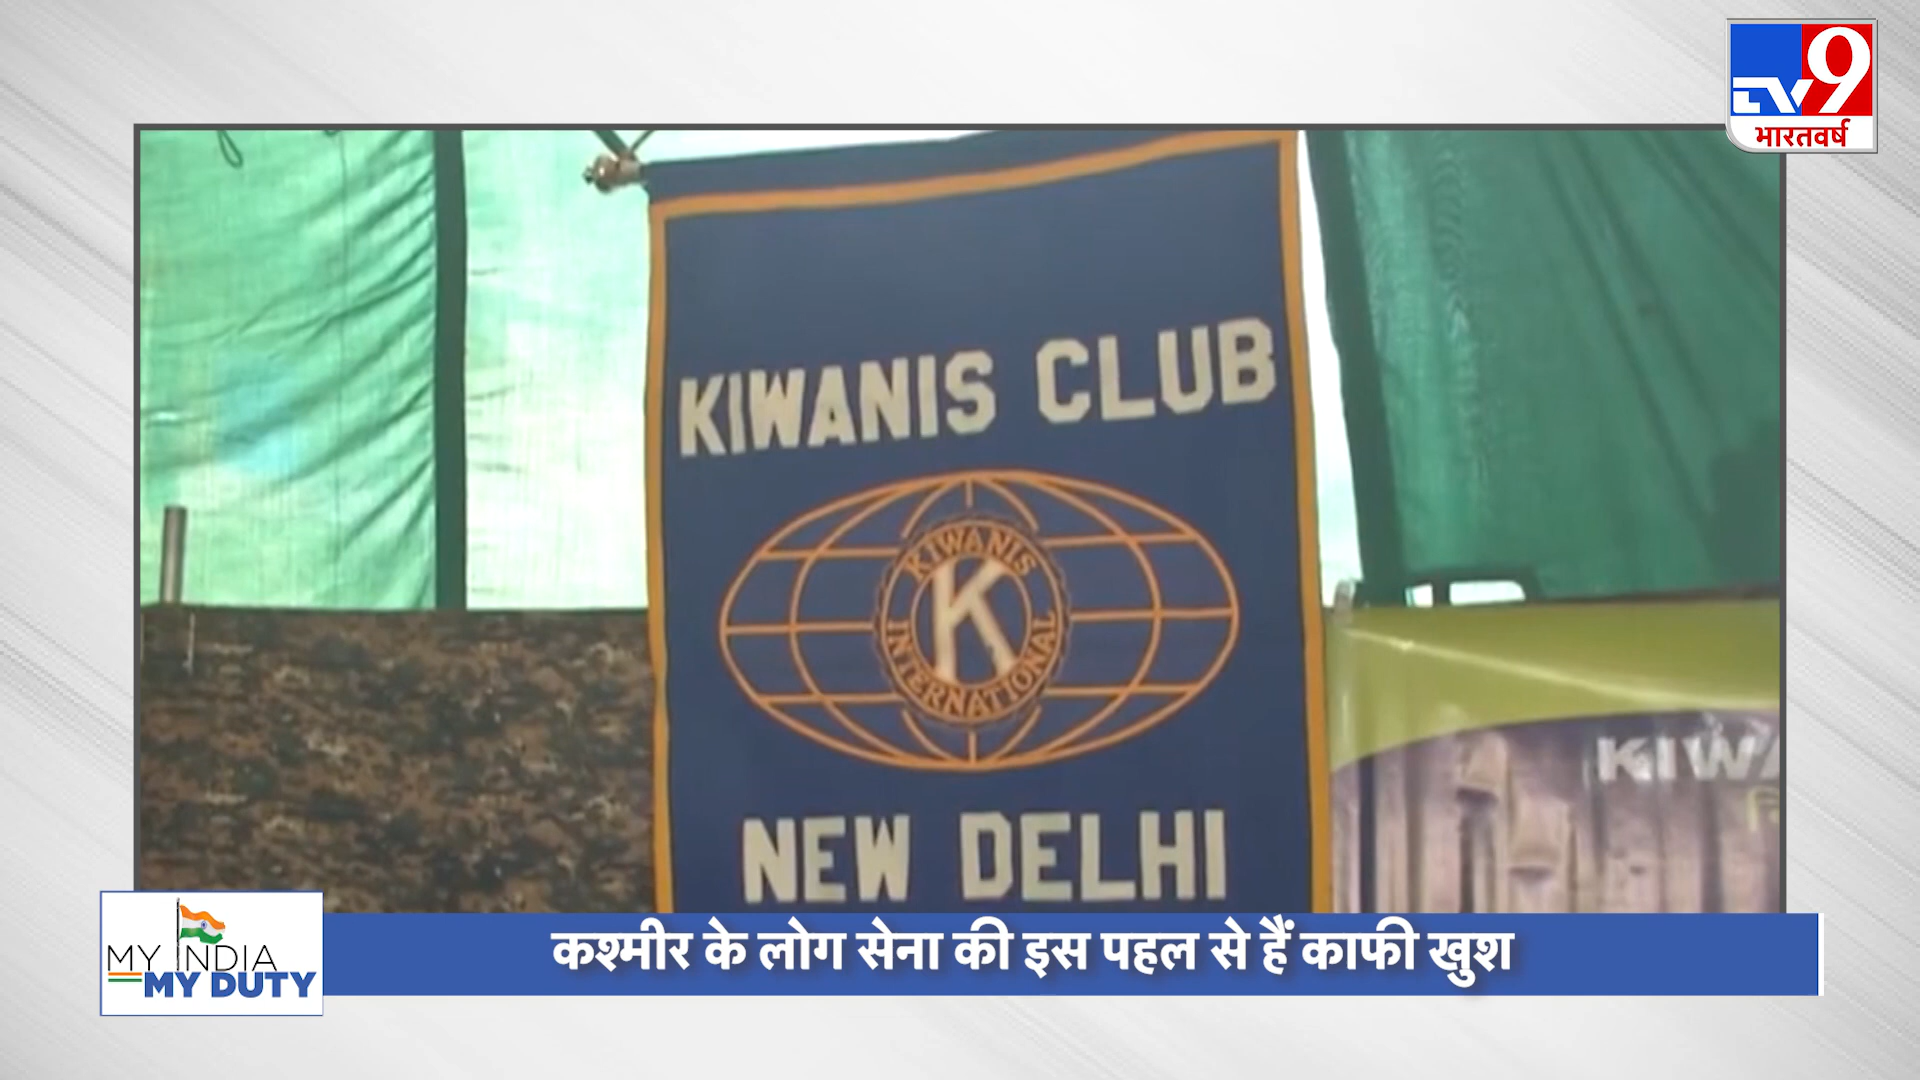 TV9
भारतवर्ष
KIWANIS CLUB
KIWANIS
K
INTERNATIONAL
NEW DELHI
MY INDIA
MY DUTY
कश्मीर के लोग सेना की इस पहल से हैं काफी खुश